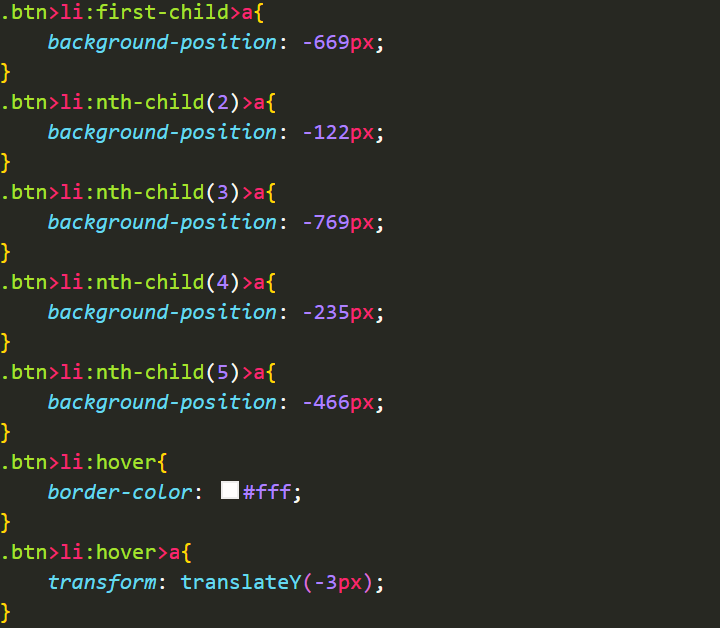 .btn>li:first-child>a{
    background-position: -669px;
}
.btn>li:nth-child(2)>a{
    background-position: -122px;
}
.btn>li:nth-child(3)>a{
    background-position: -769px;
}
.btn>li:nth-child(4)>a{
    background-position: -235px;
}
.btn>li:nth-child(5)>a{
    background-position: -466px;
}
.btn>li:hover{
    border-color: #fff;
}
.btn>li:hover>a{
    transform: translateY(-3px);
}